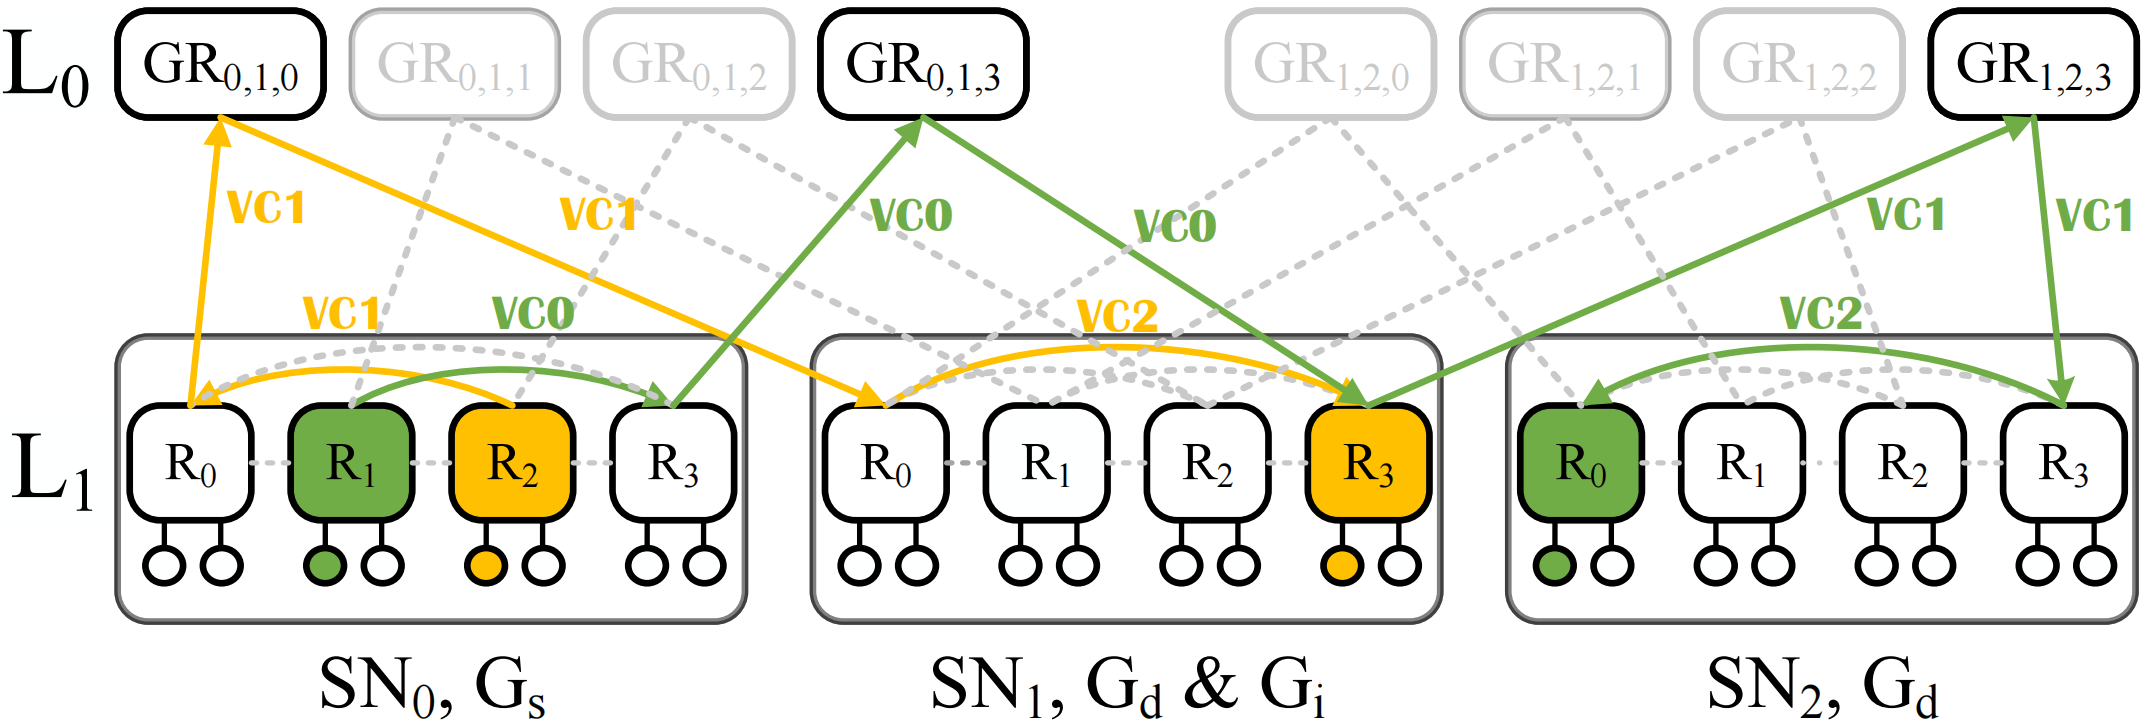 L0 GR0,1,0 GR0,1,1 GR0,1,2 GR0,1,3 GR1,2,0 GR1,2,1 GR1,2,2 GR1,2,3
VC1 VC1 VC0 VC0 VC1 VC1
VC1 VC0 VC2 VC2
L1 R0 R1 R2 R3 R0 R1 R2 R3 R0 R1 R2 R3
SN0, Gs SN1, Gd & Gi SN2, Gd